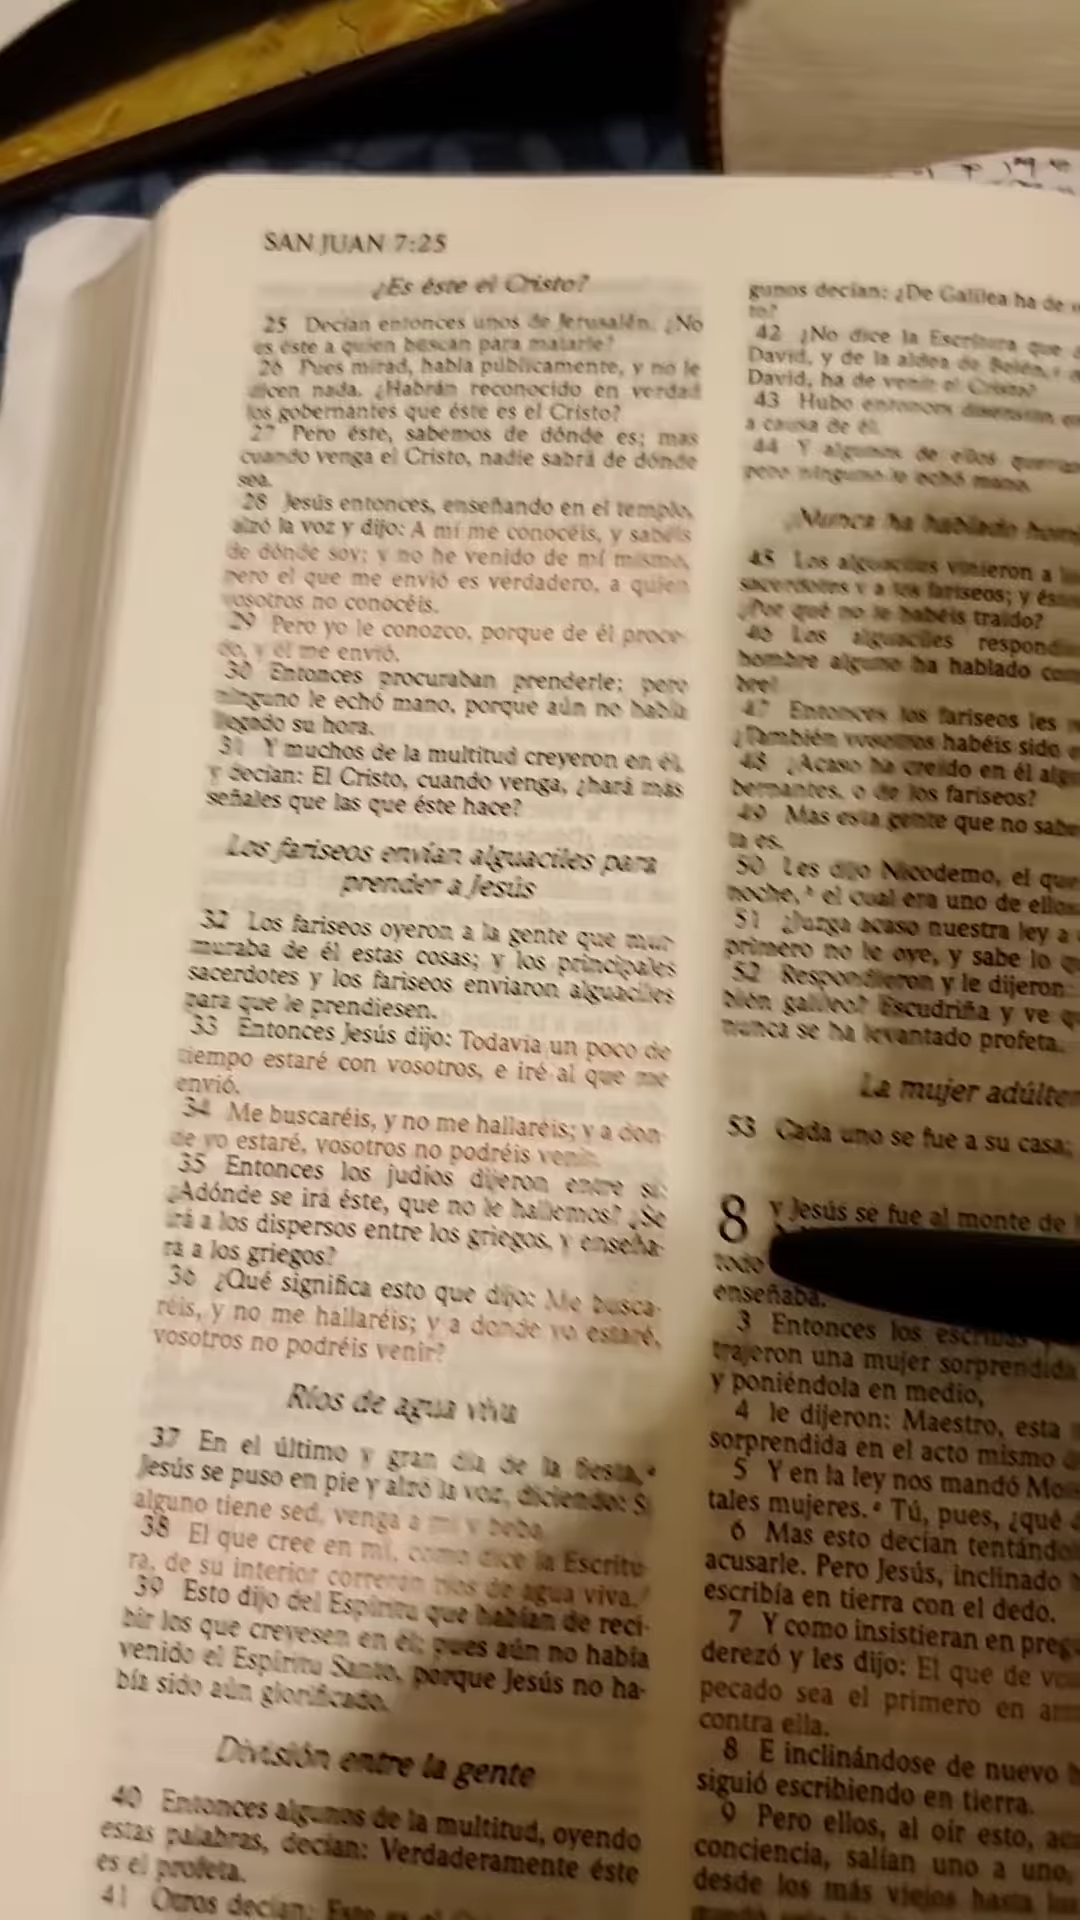 SAN JUAN 7:25
¿Es éste el Cristo?
25 Decían entonces unos de Jerusalén: ¿No
es éste a quien buscan para matarle?
26 Pues mirad, habla públicamente, y no le
dicen nada. ¿Habrán reconocido en verdad
los gobernantes que éste es el Cristo?
27 Pero éste, sabemos de dónde es; mas
cuando venga el Cristo, nadie sabrá de dónde
sea.
28 Jesús entonces, enseñando en el templo,
alzó la voz y dijo: A mí me conocéis, y sabéis
de dónde soy; y no he venido de mí mismo,
pero el que me envió es verdadero, a quien
vosotros no conocéis.
29 Pero yo le conozco, porque de él proce-
do, y él me envió.
30 Entonces procuraban prenderle; pero
ninguno le echó mano, porque aún no había
llegado su hora.
31 Y muchos de la multitud creyeron en él,
y decían: El Cristo, cuando venga, ¿hará más
señales que las que éste hace?
Los fariseos envían alguaciles para
prender a Jesús
32 Los fariseos oyeron a la gente que mur-
muraba de él estas cosas; y los principales
sacerdotes y los fariseos enviaron alguaciles
para que le prendiesen.
33 Entonces Jesús dijo: Todavía un poco de
tiempo estaré con vosotros, e iré al que me
envió.
34 Me buscaréis, y no me hallaréis; y a don-
de yo estaré, vosotros no podréis venir.
35 Entonces los judíos dijeron entre sí:
¿Adónde se irá éste, que no le hallemos? ¿Se
irá a los dispersos entre los griegos, y enseña-
rá a los griegos?
36 ¿Qué significa esto que dijo: Me busca-
réis, y no me hallaréis; y a donde yo estaré,
vosotros no podréis venir?
Ríos de agua viva
37 En el último y gran día de la fiesta,
Jesús se puso en pie y alzó la voz, diciendo: Si
alguno tiene sed, venga a mí y beba.
38 El que cree en mí, como dice la Escritu-
ra, de su interior correrán ríos de agua viva.
39 Esto dijo del Espíritu que habían de reci-
bir los que creyesen en él; pues aún no había
venido el Espíritu Santo, porque Jesús no ha-
bía sido aún glorificado.
División entre la gente
40 Entonces algunos de la multitud, oyendo
estas palabras, decían: Verdaderamente éste
es el profeta.
41 Otros decían: Este es el
gunos decían: ¿De Galilea ha de
to?
42 ¿No dice la Escritura que
David, y de la aldea de Belén,
David, ha de venir el Cristo?
43 Hubo entonces disensión
a causa de él.
44 Y algunos de ellos
pero ninguno le echó mano.
¡Nunca ha hablado
45 Los alguaciles vinieron a
sacerdotes y a los fariseos; y
¿Por qué no le habéis traído?
46 Los alguaciles
hombre alguno ha hablado
bre!
47 Entonces los fariseos les
¿También vosotros habéis sido
48 ¿Acaso ha creído en él
bernantes, o de los fariseos?
49 Mas esta gente que no
ta es.
50 Les dijo Nicodemo, el que
noche, el cual era uno de ellos
51 ¿Juzga acaso nuestra ley a
primero no le oye, y sabe lo
52 Respondieron y le dijeron:
bién galileo? Escudriña y ve
nunca se ha levantado profeta.
La mujer
53 Cada uno se fue a su casa;
8 y Jesús se fue al monte de
todo
enseñaba.
3 Entonces los escribas
trajeron una mujer sorprendida
y poniéndola en medio,
4 le dijeron: Maestro, esta
sorprendida en el acto mismo
5 Y en la ley nos mandó
tales mujeres. Tú, pues, ¿qué
6 Mas esto decían
acusarle. Pero Jesús, inclinado
escribía en tierra con el dedo.
7 Y como insistieran en
derezó y les dijo: El que de
pecado sea el primero en
contra ella.
8 E inclinándose de nuevo
siguió escribiendo en tierra.
9 Pero ellos, al oír esto,
conciencia, salían uno a uno,
desde los más viejos hasta